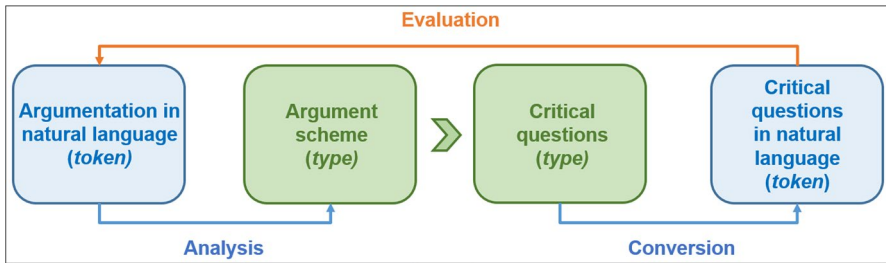 Evaluation
Argumentation in
natural language
(token)
Argument
scheme
(type)
Critical
questions
(type)
Critical
questions
in natural
language
(token)
Analysis
Conversion